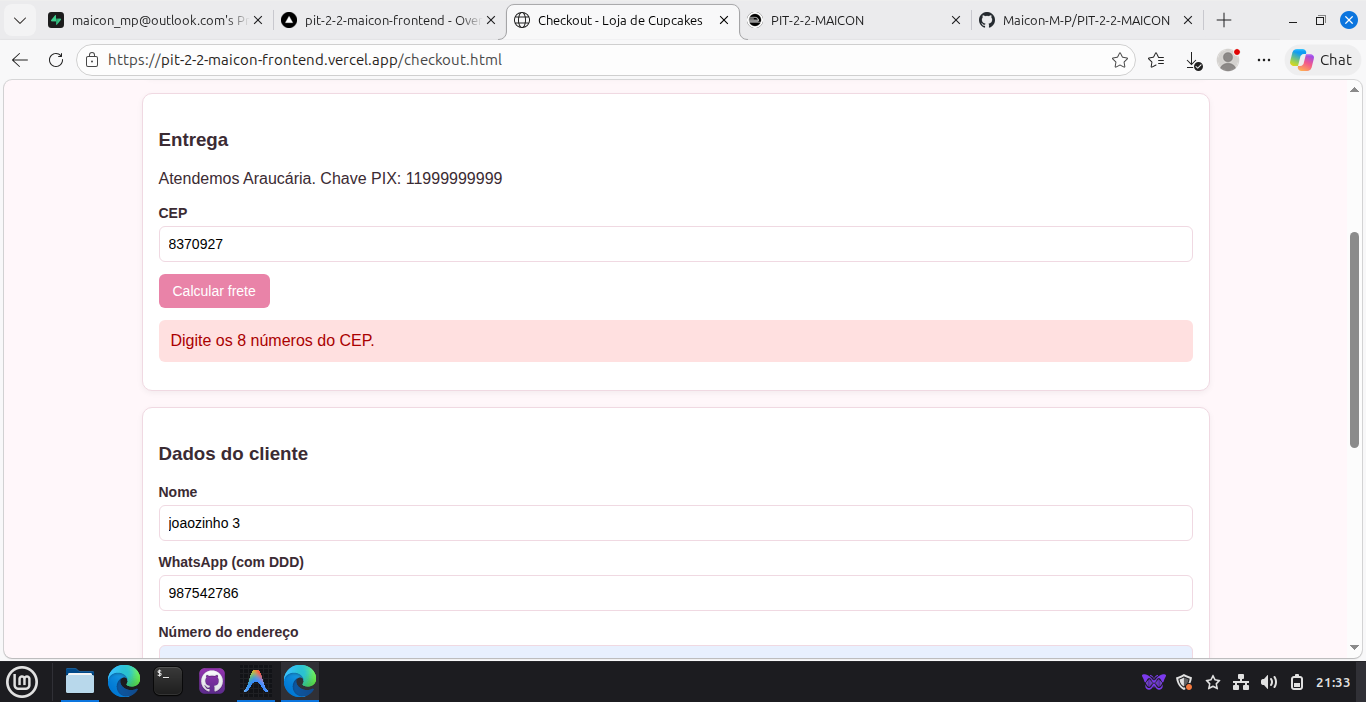 maicon_mp@outlook.com's Pr
pit-2-2-maicon-frontend - Over
Checkout - Loja de Cupcakes
PIT-2-2-MAICON
Maicon-M-P/PIT-2-2-MAICON
https://pit-2-2-maicon-frontend.vercel.app/checkout.html
Chat
Entrega
Atendemos Araucária. Chave PIX: 11999999999
CEP
8370927
Calcular frete
Digite os 8 números do CEP.
Dados do cliente
Nome
joaozinho 3
WhatsApp (com DDD)
987542786
Número do endereço
21:33